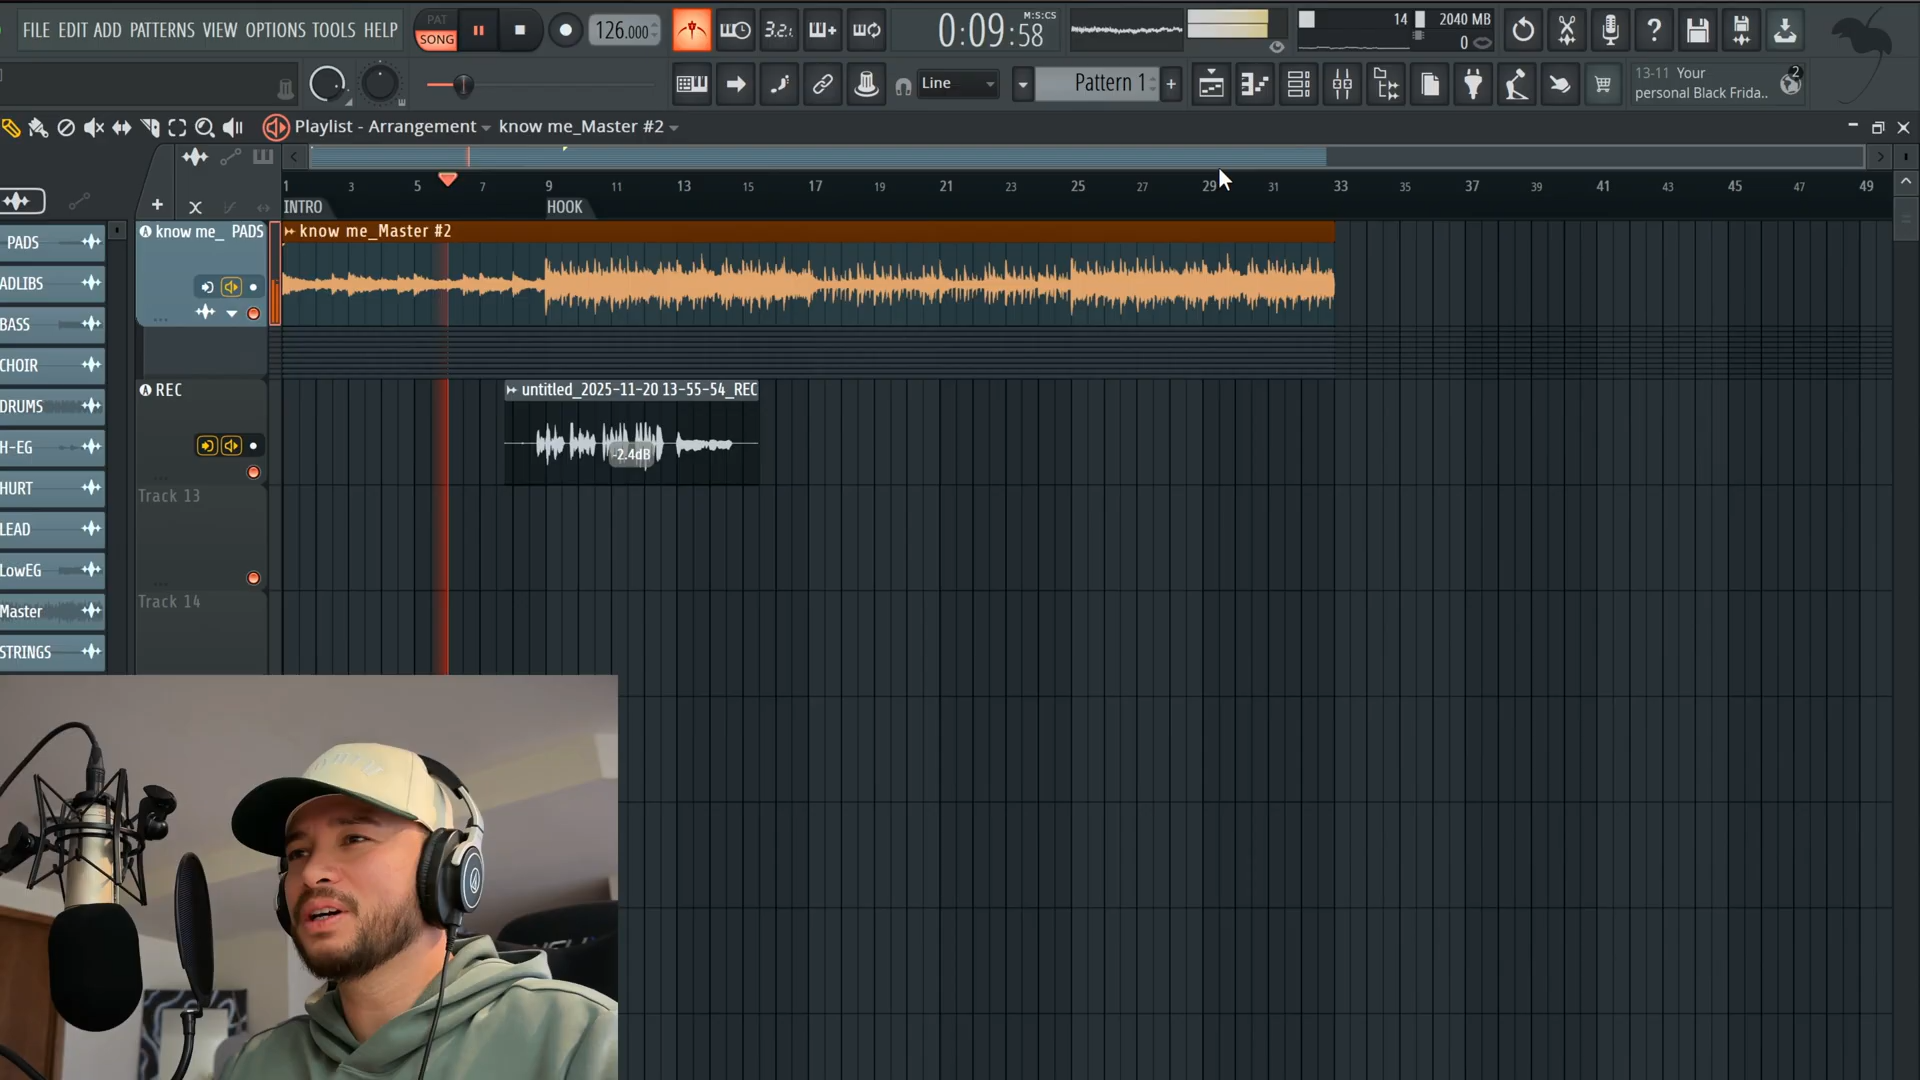 FILE EDIT ADD PATTERNS VIEW OPTIONS TOOLS HELP
PAT
SONG
126.000
3.2.
0:09:58
M:S:CS
14
2040 MB
0
Line
Pattern 1
13-11 Your
personal Black Frida..
2
Playlist - Arrangement
know me_Master #2
1 3 5 7 9 11 13 15 17 19 21 23 25 27 29 31 33 35 37 39 41 43 45 47 49
INTRO
HOOK
PADS
ADLIBS
BASS
CHOIR
DRUMS
H-EG
HURT
LEAD
LowEG
Master
STRINGS
know me_ PADS
know me_Master #2
REC
untitled_2025-11-20 13-55-54_REC
-2.4dB
Track 13
Track 14